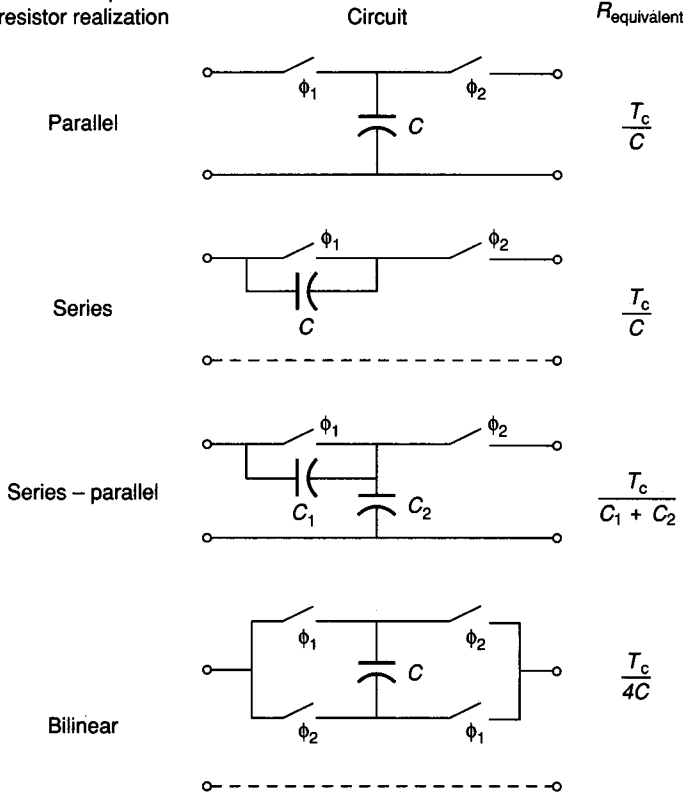 resistor realization Circuit R equivalent
ϕ1 ϕ2
Parallel C Tc
C
ϕ1 ϕ2
Series C Tc
C
ϕ1 ϕ2
Series – parallel C1 C2 Tc
C1 + C2
ϕ1 ϕ2
C Tc
4C
Bilinear ϕ2 ϕ1